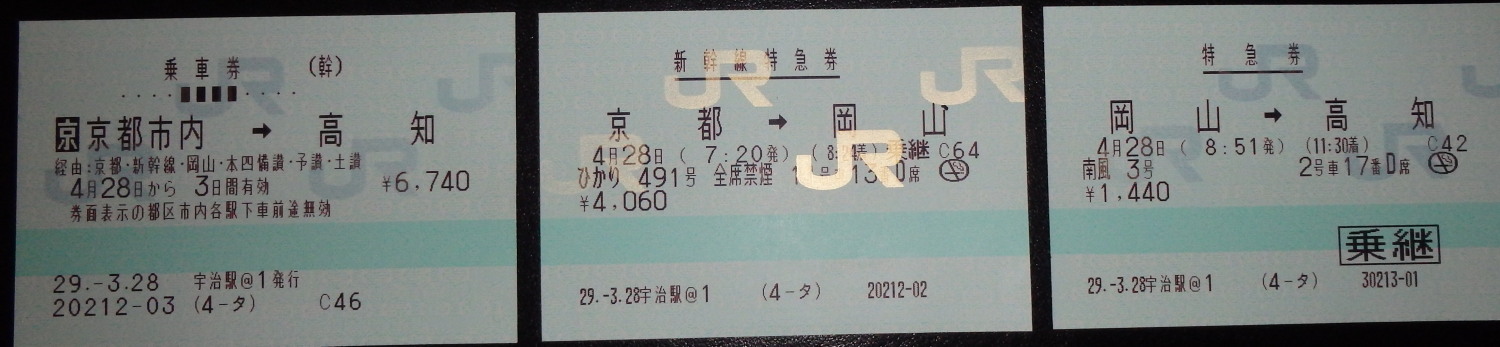 乗車券 (幹)
京 京都市内 → 高知
経由:京都・新幹線・岡山・本四備讃・予讃・土讃
4月28日から 3日間有効 ¥6,740
券面表示の都区市内各駅下車前途無効
29.-3.28 宇治駅@1発行
20212-03 (4-タ) C46
新幹線特急券
京都 → 岡山
4月28日 ( 7:20発) 乗継 C64
ひかり 491号 全席禁煙 D席
¥4,060
29.-3.28宇治駅@1 (4-タ) 20212-02
特急券
岡山 → 高知
4月28日 ( 8:51発) (11:30着) C42
南風 3号 2号車17番D席
¥1,440
乗継
29.-3.28宇治駅@1 (4-タ) 30213-01
JR
JR
JR
JR